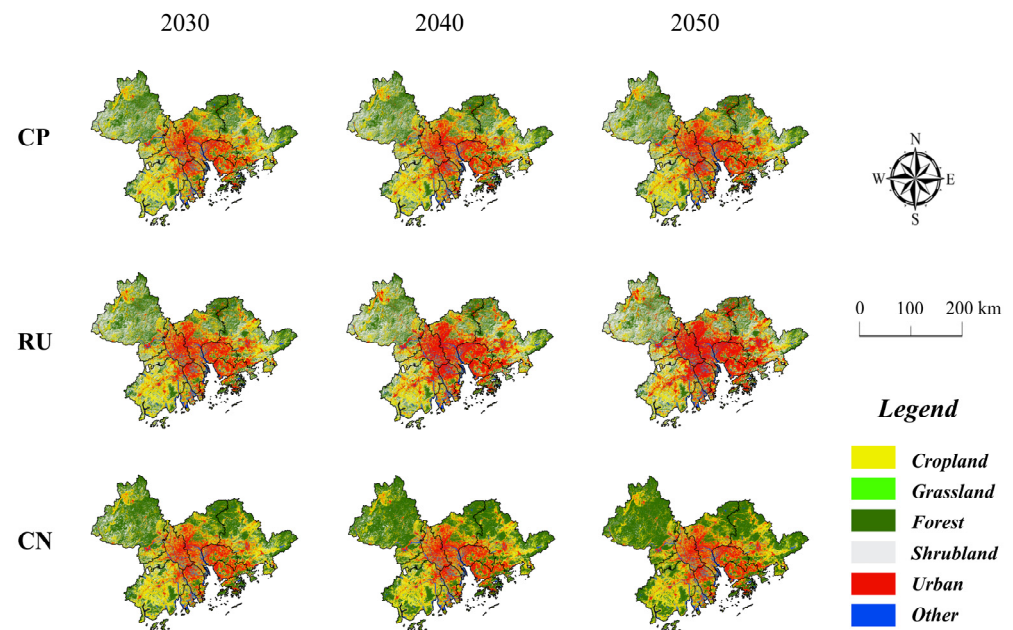 2030 2040 2050
CP
N
W E
S
RU
0 100 200 km
Legend
Cropland
Grassland
Forest
CN
Shrubland
Urban
Other